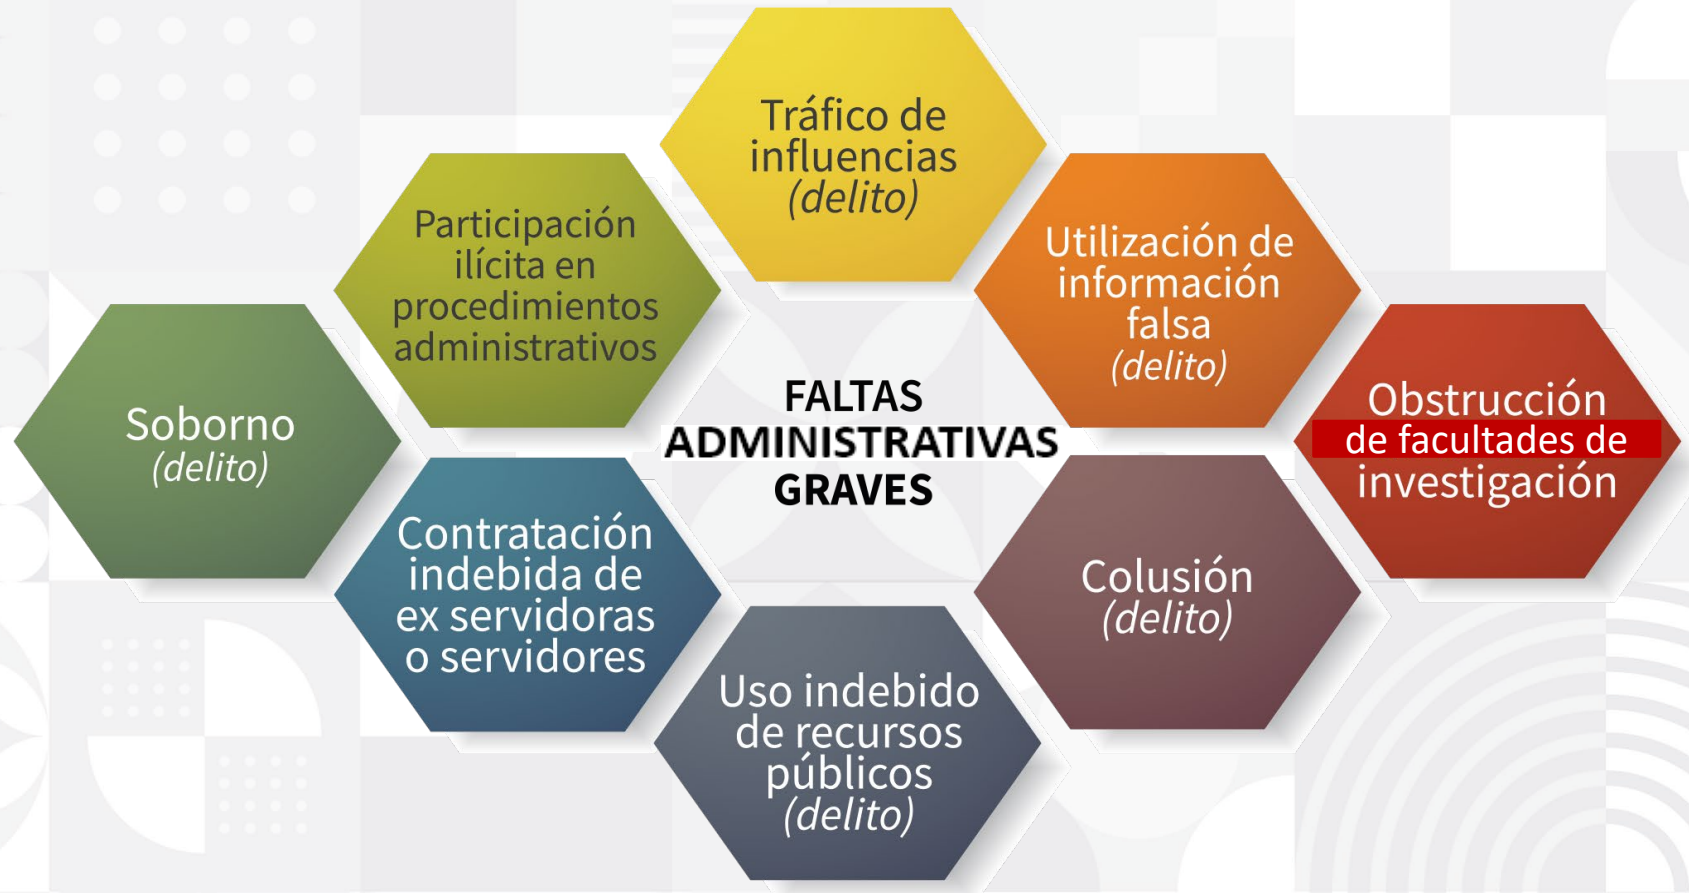 Tráfico de
influencias
(delito)
Participación
ilícita en
procedimientos
administrativos
Utilización de
información
falsa
(delito)
Soborno
(delito)
FALTAS
ADMINISTRATIVAS
GRAVES
Obstrucción
de facultades de
investigación
Contratación
indebida de
ex servidoras
o servidores
Colusión
(delito)
Uso indebido
de recursos
públicos
(delito)